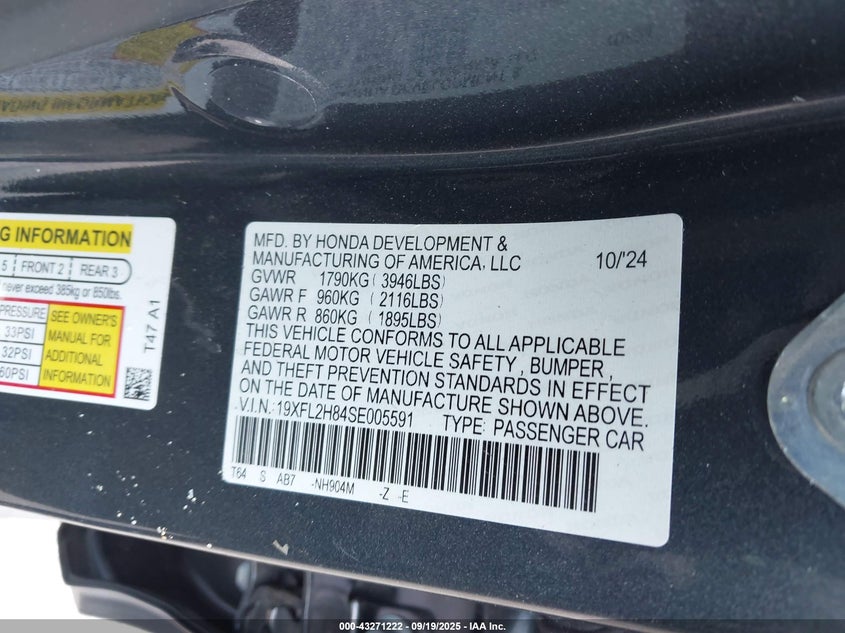 G INFORMATION
5 FRONT 2 REAR 3
never exceed 385kg or 850lbs.
PRESSURE
33PSI
32PSI
60PSI
SEE OWNER'S
MANUAL FOR
ADDITIONAL
INFORMATION
T47 A1
MFD. BY HONDA DEVELOPMENT &
MANUFACTURING OF AMERICA, LLC 10/'24
GVWR 1790KG (3946LBS)
GAWR F 960KG (2116LBS)
GAWR R 860KG (1895LBS)
THIS VEHICLE CONFORMS TO ALL APPLICABLE
FEDERAL MOTOR VEHICLE SAFETY, BUMPER,
AND THEFT PREVENTION STANDARDS IN EFFECT
ON THE DATE OF MANUFACTURE SHOWN ABOVE.
V.I.N.: 19XFL2H84SE005591 TYPE: PASSENGER CAR
T64 S AB7 -NH904M -Z -E
000-43271222 - 09/19/2025 - IAA Inc.